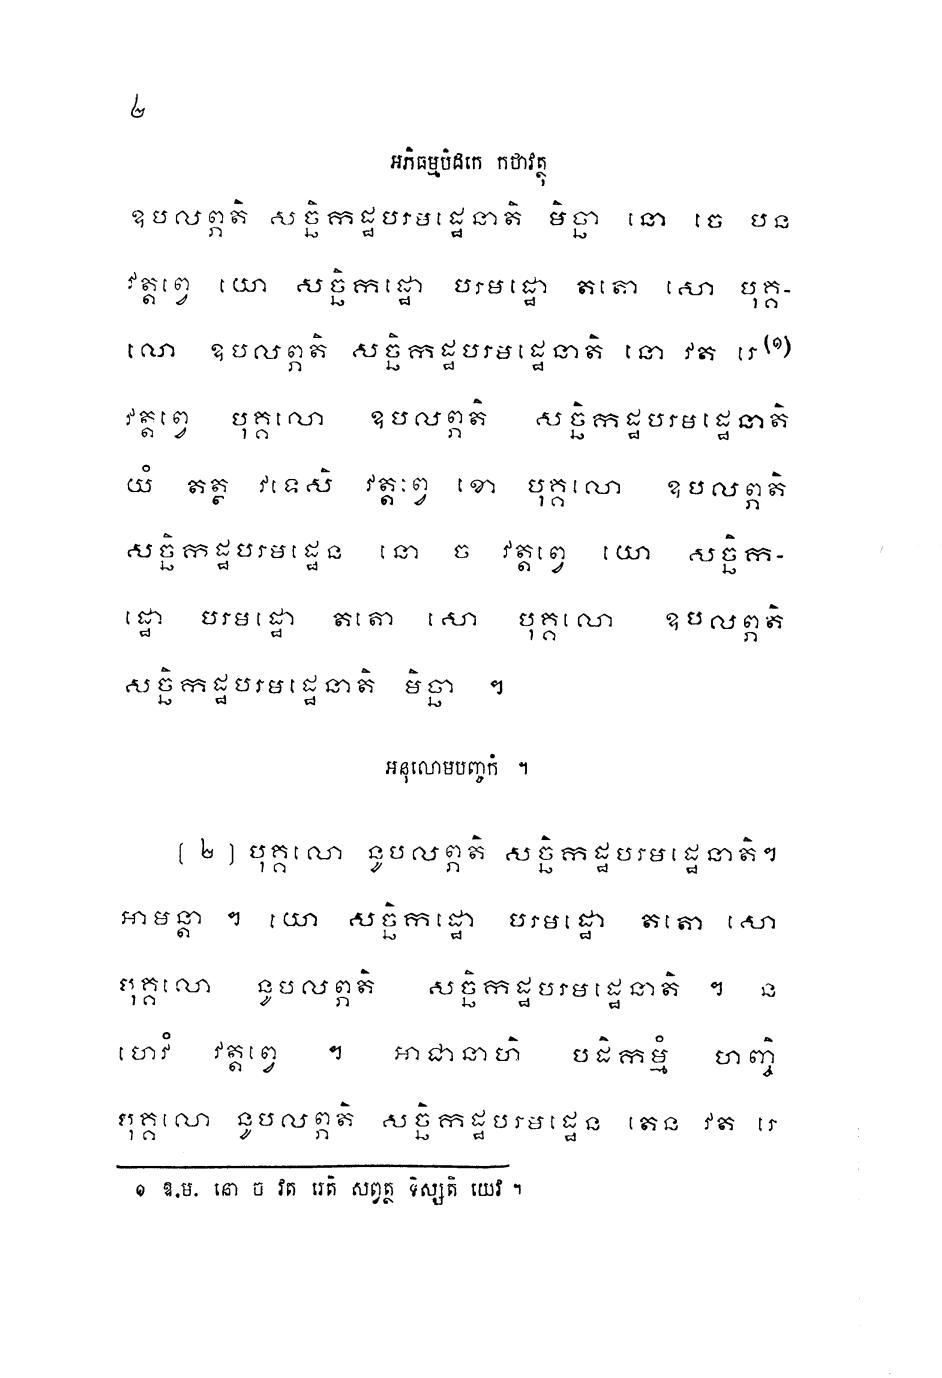 ២
អភិធម្មបិដកេ កថាវត្ថុ
ឧបលព្ភតិ សច្ឆិកដ្ឋបរមដ្ឋេនាតិ មិច្ឆា នោ ចេ បន
វត្តព្វេ យោ សច្ឆិកដ្ឋោ បរមដ្ឋោ តតោ សោ បុគ្គ-
លោ ឧបលព្ភតិ សច្ឆិកដ្ឋបរមដ្ឋេនាតិ នោ វត រេ(១)
វត្តព្វេ បុគ្គលោ ឧបលព្ភតិ សច្ឆិកដ្ឋបរមដ្ឋេនាតិ
យំ តត្ថ វទេសិ វត្តព្វេ ខោ បុគ្គលោ ឧបលព្ភតិ
សច្ឆិកដ្ឋបរមដ្ឋេន នោ ច វត្តព្វេ យោ សច្ឆិក-
ដ្ឋោ បរមដ្ឋោ តតោ សោ បុគ្គលោ ឧបលព្ភតិ
សច្ឆិកដ្ឋបរមដ្ឋេនាតិ មិច្ឆា ។
អនុលោមបញ្ចកំ ។
[ ២ ] បុគ្គលោ នូបលព្ភតិ សច្ឆិកដ្ឋបរមដ្ឋេនាតិ។
អាមន្តា ។ យោ សច្ឆិកដ្ឋោ បរមដ្ឋោ តតោ សោ
បុគ្គលោ នូបលព្ភតិ សច្ឆិកដ្ឋបរមដ្ឋេនាតិ ។ ន
ហេវំ វត្តព្វេ ។ អាជានាហិ បដិកម្មំ ហញ្ចិ
បុគ្គលោ នូបលព្ភតិ សច្ឆិកដ្ឋបរមដ្ឋេន តេន វត រេ
១ ឱ.ម. នោ ច វត រេតិ សព្វត្ថ ទិស្សតិ យេវ ។